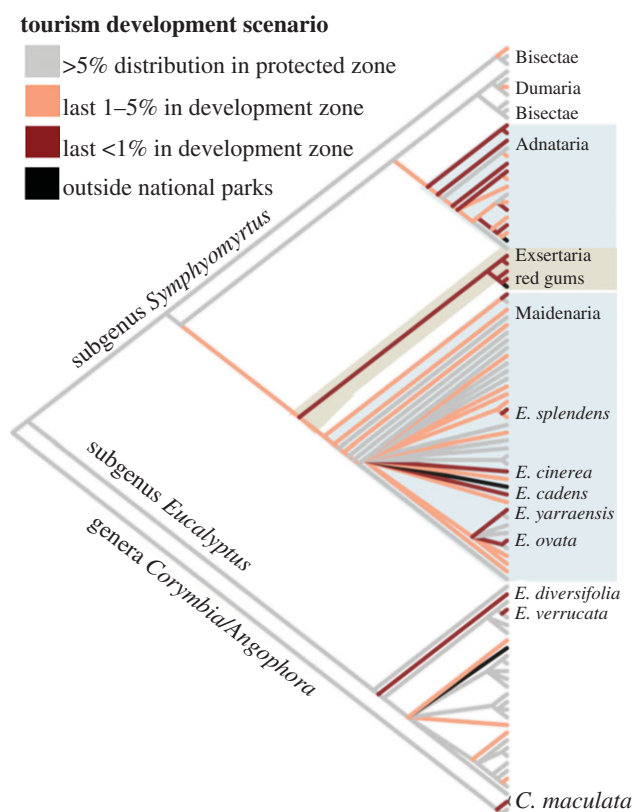 tourism development scenario
>5% distribution in protected zone
last 1–5% in development zone
last <1% in development zone
outside national parks
Bisectae
Dumaria
Bisectae
Adnataria
Exsertaria
red gums
Maidenaria
E. splendens
E. cinerea
E. cadens
E. yarraensis
E. ovata
E. diversifolia
E. verrucata
C. maculata
subgenus Symphyomyrtus
subgenus Eucalyptus
genera Corymbia/Angophora